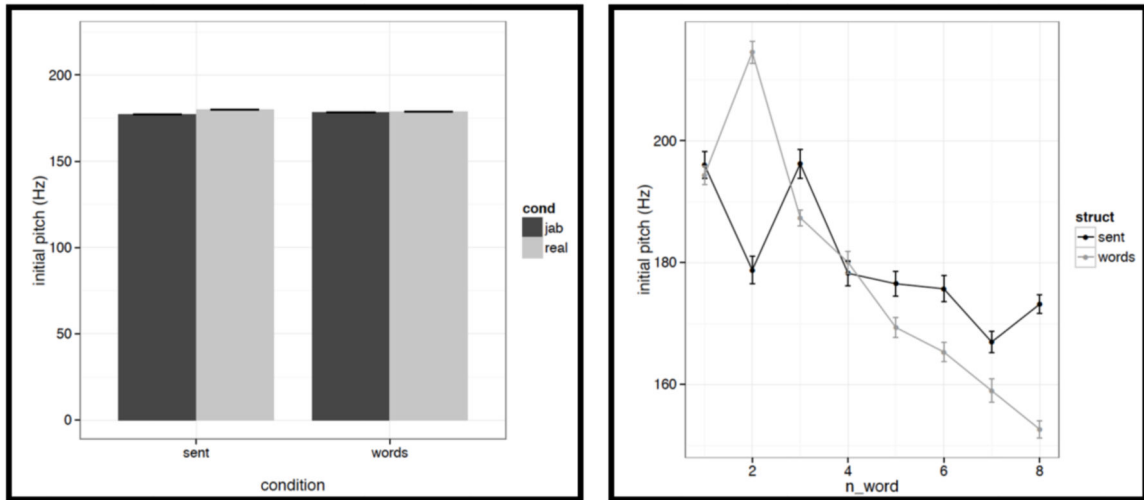 initial pitch (Hz)
200
150
100
50
0
sent
words
condition
cond
jab
real
initial pitch (Hz)
200
180
160
2
4
6
8
n_word
struct
sent
words